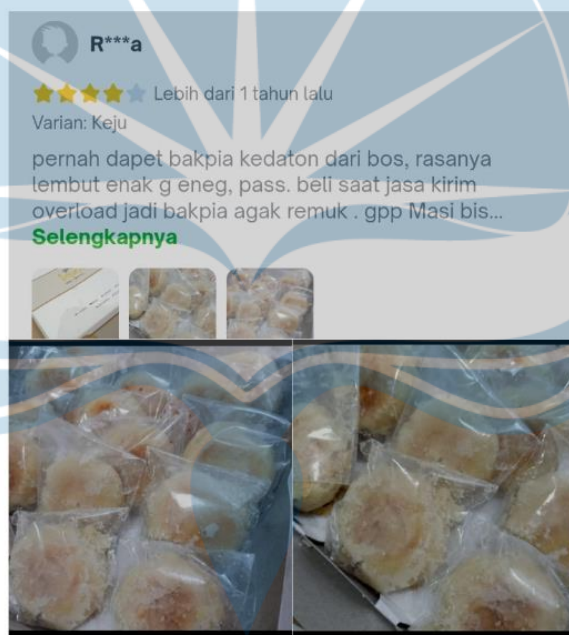 R***a
Lebih dari 1 tahun lalu
Varian: Keju
pernah dapet bakpia kedaton dari bos, rasanya
lembut enak g eneg, pass. beli saat jasa kirim
overload jadi bakpia agak remuk . gpp Masi bis...
Selengkapnya